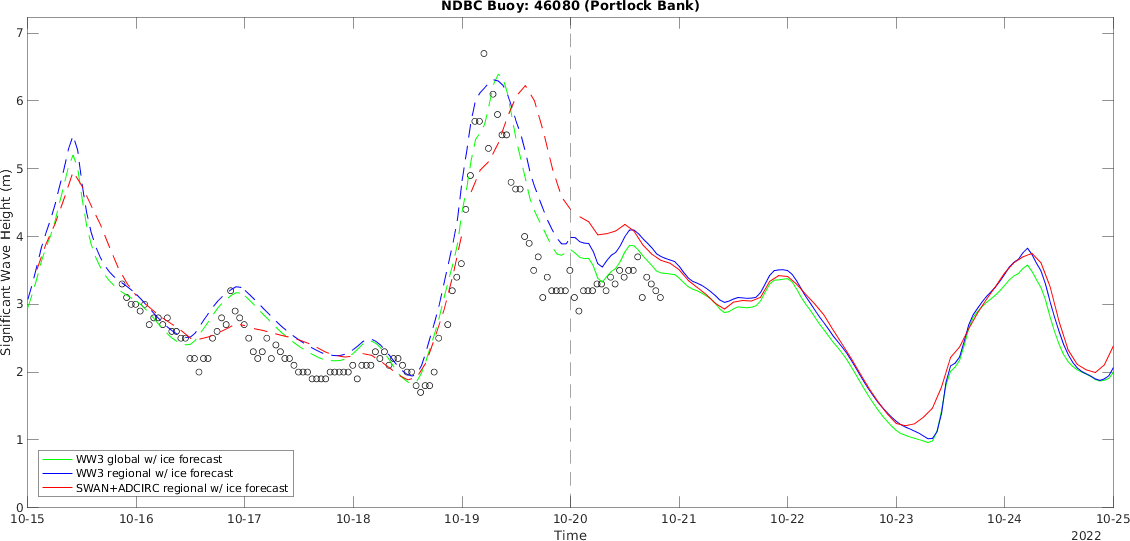 NDBC Buoy: 46080 (Portlock Bank)
7
6
5
4
3
2
1
0
Significant Wave Height (m)
WW3 global w/ ice forecast
WW3 regional w/ ice forecast
SWAN+ADCIRC regional w/ ice forecast
10-15 10-16 10-17 10-18 10-19 10-20 10-21 10-22 10-23 10-24 10-25
Time
2022